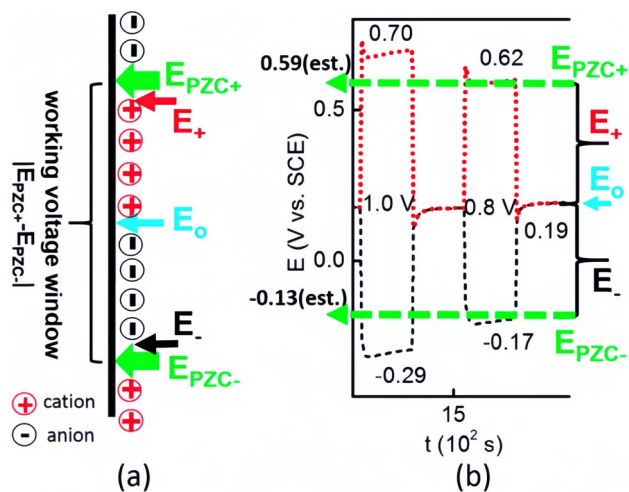 (a)
E_PZC+
E_+
E_o
E_-
E_PZC-
working voltage window
|E_PZC+-E_PZC-|
cation
anion
(a)
(b)
0.70
0.59(est.)
0.62
E_PZC+
0.5
E_+
E (V vs. SCE)
1.0 V
0.8 V
E_o
0.19
0.0
E_-
-0.13(est.)
-0.17
E_PZC-
-0.29
15
t (10² s)
(b)